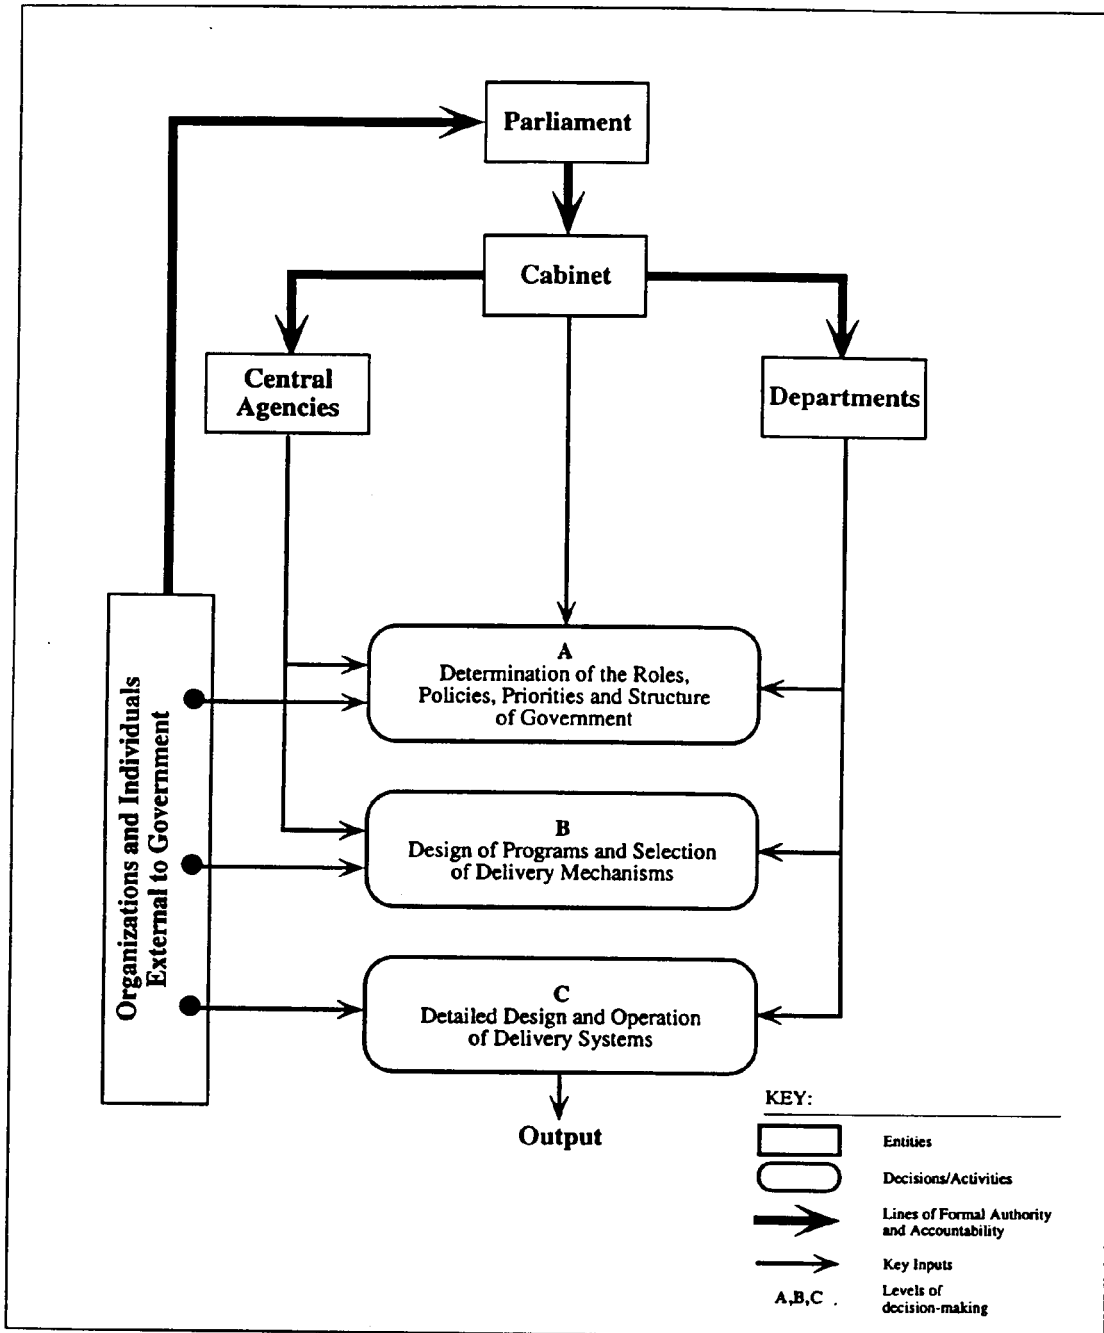 Parliament
Cabinet
Central
Agencies
Departments
Organizations and Individuals
External to Government
A
Determination of the Roles,
Policies, Priorities and Structure
of Government
B
Design of Programs and Selection
of Delivery Mechanisms
C
Detailed Design and Operation
of Delivery Systems
Output
KEY:
Entities
Decisions/Activities
Lines of Formal Authority
and Accountability
Key Inputs
A,B,C
Levels of
decision-making